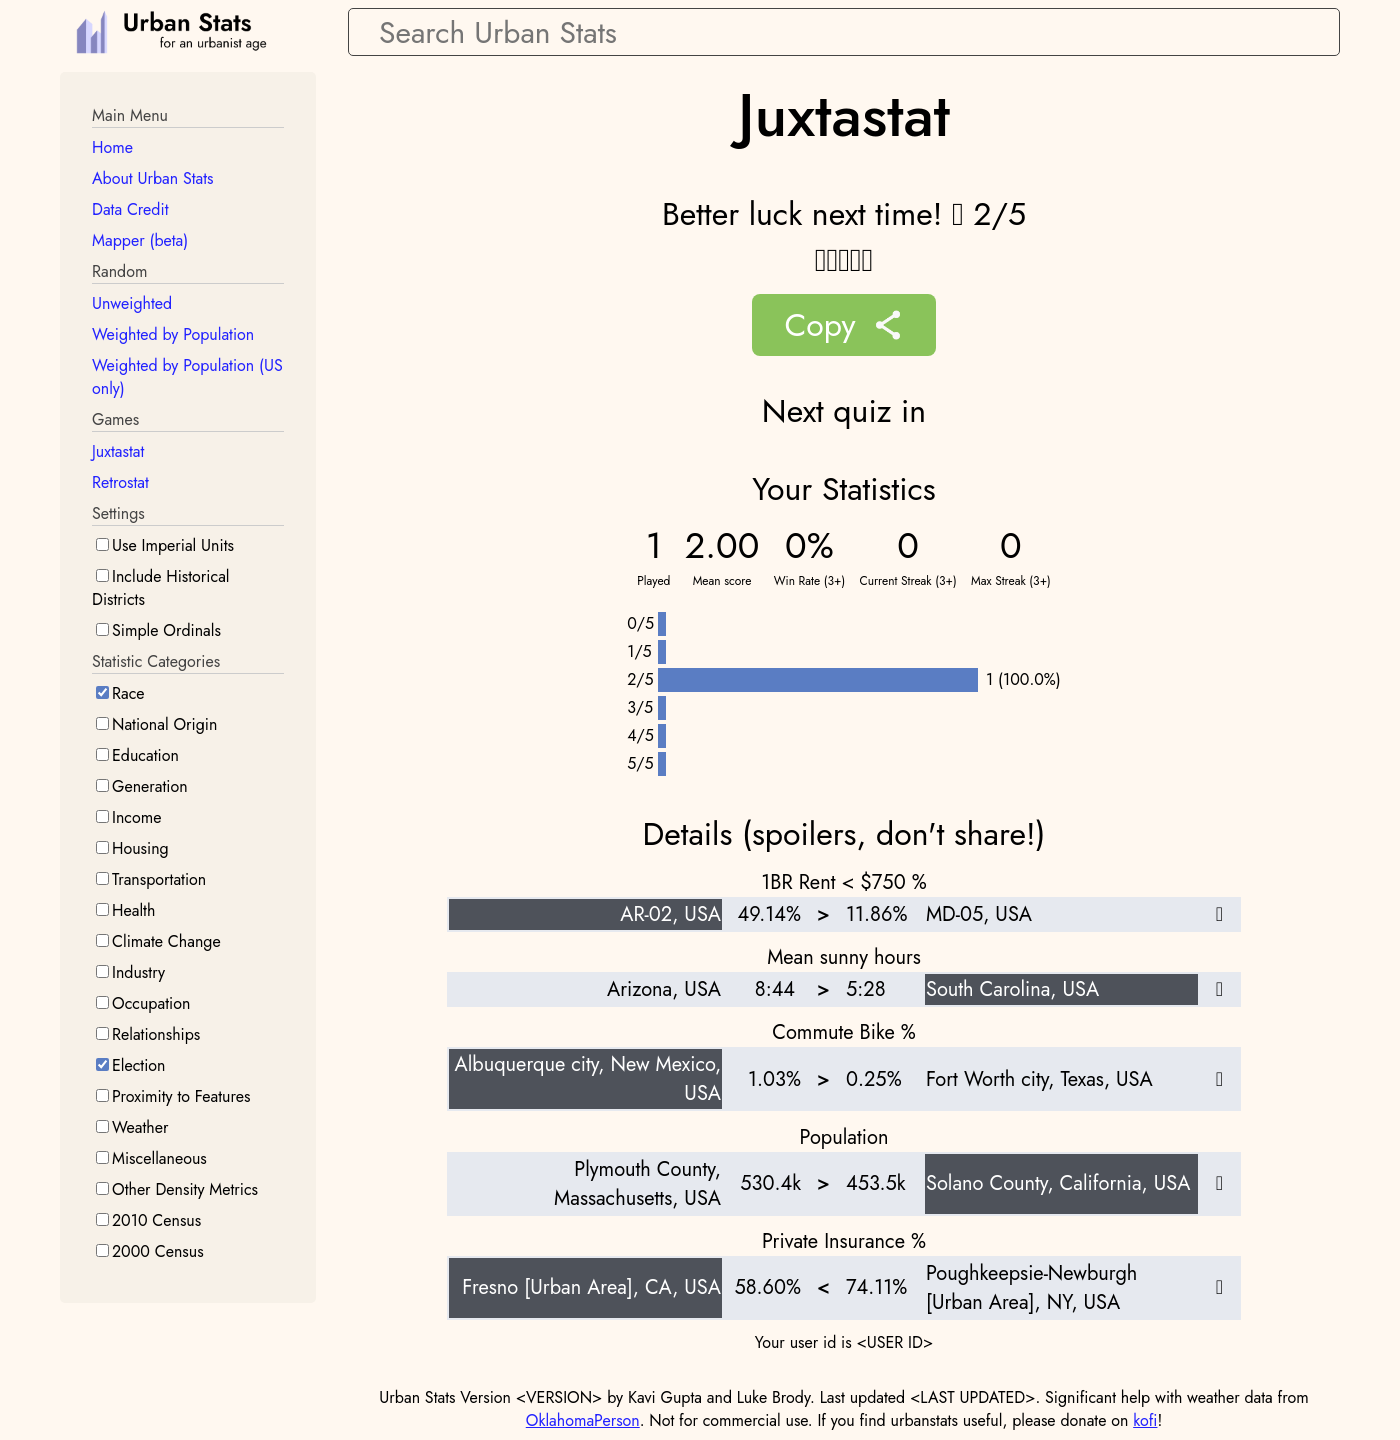 Urban Stats
for an urbanist age
Search Urban Stats
Main Menu
Home
About Urban Stats
Data Credit
Mapper (beta)
Random
Unweighted
Weighted by Population
Weighted by Population (US
only)
Games
Juxtastat
Retrostat
Settings
Use Imperial Units
Include Historical
Districts
Simple Ordinals
Statistic Categories
Race
National Origin
Education
Generation
Income
Housing
Transportation
Health
Climate Change
Industry
Occupation
Relationships
Election
Proximity to Features
Weather
Miscellaneous
Other Density Metrics
2010 Census
2000 Census
Juxtastat
Better luck next time! 2/5
Copy
Next quiz in
Your Statistics
1 2.00 0% 0 0
Played Mean score Win Rate (3+) Current Streak (3+) Max Streak (3+)
0/5
1/5
2/5 1 (100.0%)
3/5
4/5
5/5
Details (spoilers, don't share!)
1BR Rent < $750 %
AR-02, USA 49.14% > 11.86% MD-05, USA
Mean sunny hours
Arizona, USA 8:44 > 5:28 South Carolina, USA
Commute Bike %
Albuquerque city, New Mexico,
USA 1.03% > 0.25% Fort Worth city, Texas, USA
Population
Plymouth County,
Massachusetts, USA 530.4k > 453.5k Solano County, California, USA
Private Insurance %
Fresno [Urban Area], CA, USA 58.60% < 74.11% Poughkeepsie-Newburgh
[Urban Area], NY, USA
Your user id is <USER ID>
Urban Stats Version <VERSION> by Kavi Gupta and Luke Brody. Last updated <LAST UPDATED>. Significant help with weather data from
OklahomaPerson. Not for commercial use. If you find urbanstats useful, please donate on kofi!